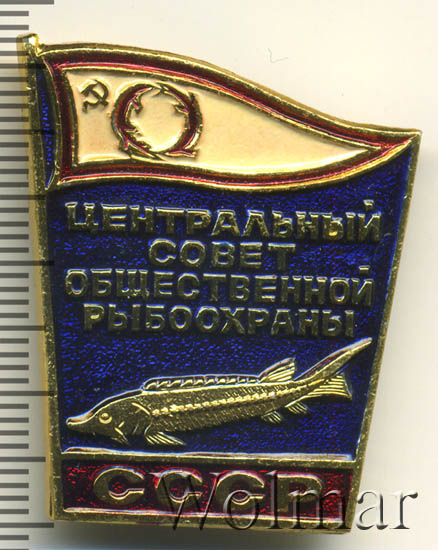 ЦЕНТРАЛЬНЫЙ
СОВЕТ
ОБЩЕСТВЕННОЙ
РЫБООХРАНЫ
СССР
Wolmar